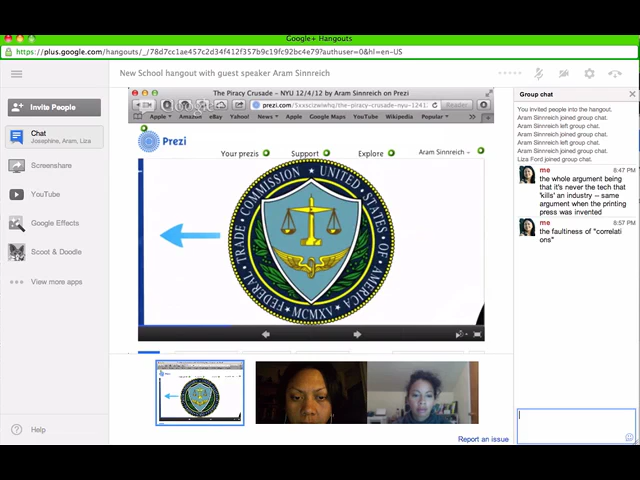 Google+ Hangouts
https://plus.google.com/hangouts/_/78d7cc1ae457c2d34f412f357b9c19fc92bc4e79?authuser=0&hl=en-US
New School hangout with guest speaker Aram Sinnreich
Invite People
Chat
Josephine, Aram, Liza
Screenshare
YouTube
Google Effects
Scoot & Doodle
View more apps
Help
The Piracy Crusade – NYU 12/4/12 by Aram Sinnreich on Prezi
Reader
Apple
Amazon
eBay
Yahoo!
News
Apple
Google Maps
YouTube
Wikipedia
Popular
Prezi
Your prezis
Support
Explore
Aram Sinnreich
FEDERAL TRADE COMMISSION • UNITED STATES OF AMERICA
MCMXV
Report an issue
Group chat
You invited people into the hangout.
Aram Sinnreich joined group chat.
Aram Sinnreich left group chat.
Aram Sinnreich joined group chat.
Aram Sinnreich left group chat.
Aram Sinnreich joined group chat.
Liza Ford joined group chat.
me 8:47 PM
the whole argument being
that it's never the tech that
'kills' an industry – same
argument when the printing
press was invented
me 8:57 PM
the faultiness of "correlati
ons"